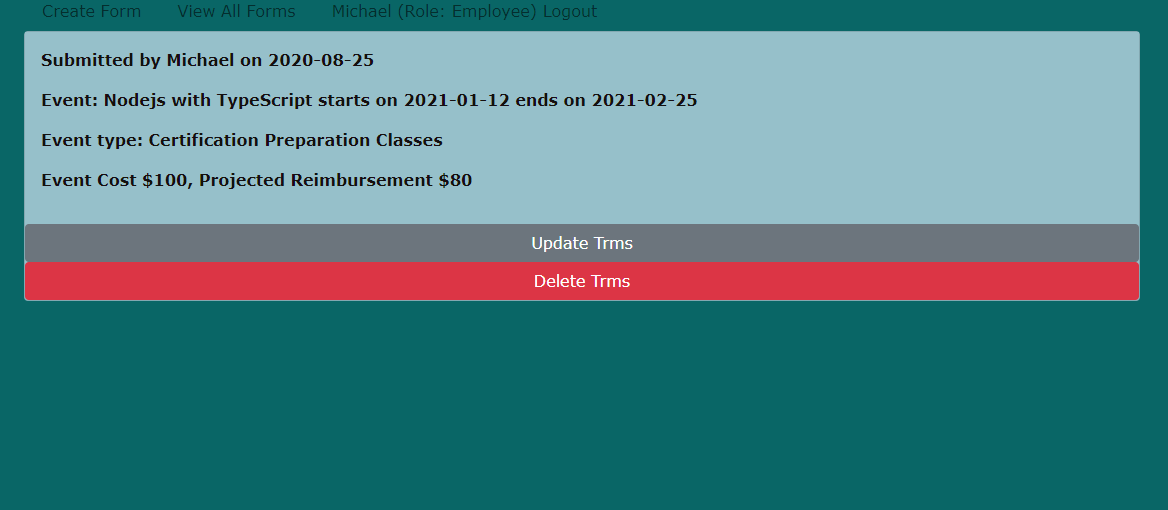 Create Form View All Forms Michael (Role: Employee) Logout
Submitted by Michael on 2020-08-25
Event: Nodejs with TypeScript starts on 2021-01-12 ends on 2021-02-25
Event type: Certification Preparation Classes
Event Cost $100, Projected Reimbursement $80
Update Trms
Delete Trms